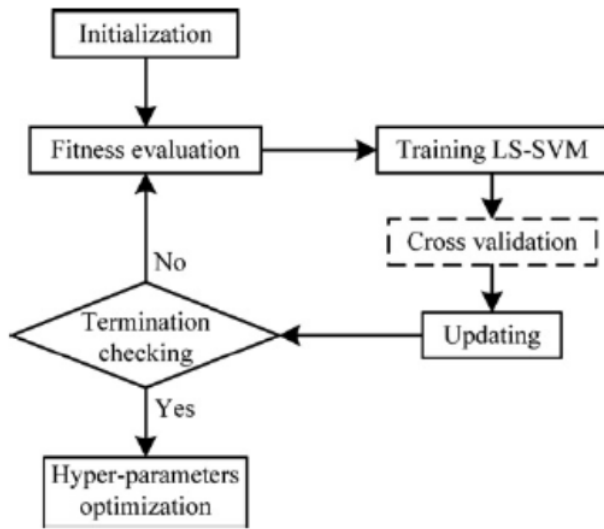 Initialization
Fitness evaluation
Training LS-SVM
Cross validation
Updating
Termination
checking
No
Yes
Hyper-parameters
optimization